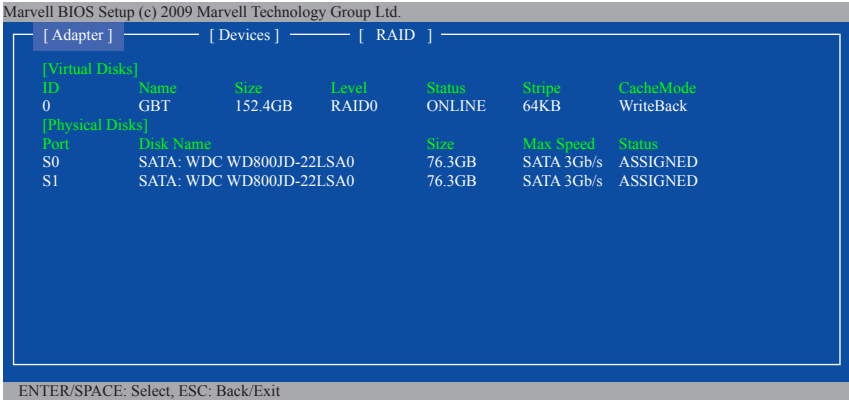 Marvell BIOS Setup (c) 2009 Marvell Technology Group Ltd.
[ Adapter ] [ Devices ] [ RAID ]
[Virtual Disks]
ID Name Size Level Status Stripe CacheMode
0 GBT 152.4GB RAID0 ONLINE 64KB WriteBack
[Physical Disks]
Port Disk Name Size Max Speed Status
S0 SATA: WDC WD800JD-22LSA0 76.3GB SATA 3Gb/s ASSIGNED
S1 SATA: WDC WD800JD-22LSA0 76.3GB SATA 3Gb/s ASSIGNED
ENTER/SPACE: Select, ESC: Back/Exit